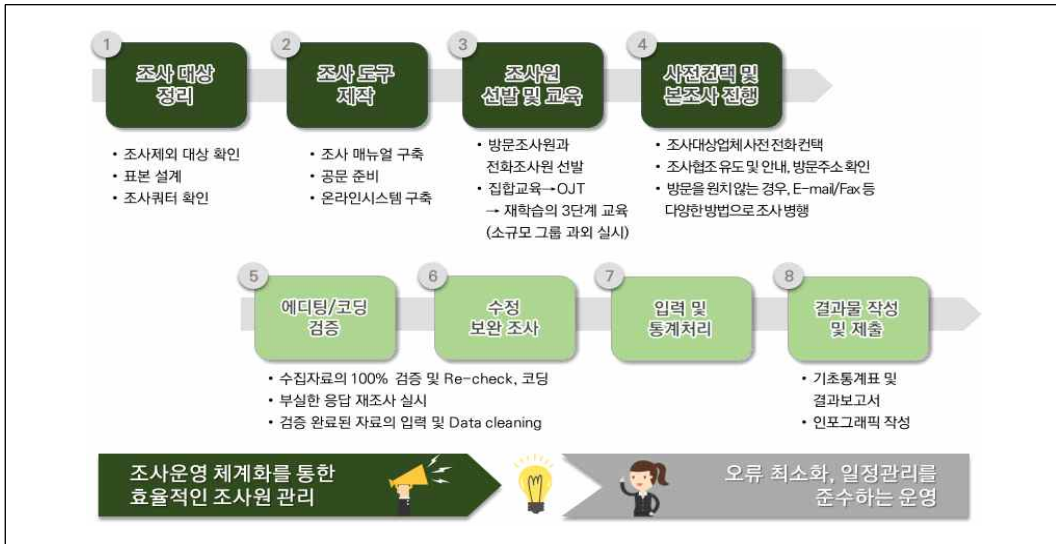 1
조사 대상
정리
• 조사제외 대상 확인
• 표본 설계
• 조사쿼터 확인
2
조사 도구
제작
• 조사 매뉴얼 구축
• 공문 준비
• 온라인시스템 구축
3
조사원
선발 및 교육
• 방문조사원과
전화조사원 선발
• 집합교육→OJT
→ 재학습의 3단계 교육
(소규모 그룹 과외 실시)
4
사전컨택 및
본조사 진행
• 조사대상업체 사전 전화 컨택
• 조사협조 유도 및 안내, 방문주소 확인
• 방문을 원치 않는 경우, E-mail/Fax 등
다양한 방법으로 조사 병행
5
에디팅/코딩
검증
6
수정
보완 조사
7
입력 및
통계처리
• 수집자료의 100% 검증 및 Re-check, 코딩
• 부실한 응답 재조사 실시
• 검증 완료된 자료의 입력 및 Data cleaning
8
결과물 작성
및 제출
• 기초통계표 및
결과보고서
• 인포그래픽 작성
조사운영 체계화를 통한
효율적인 조사원 관리
오류 최소화, 일정관리를
준수하는 운영